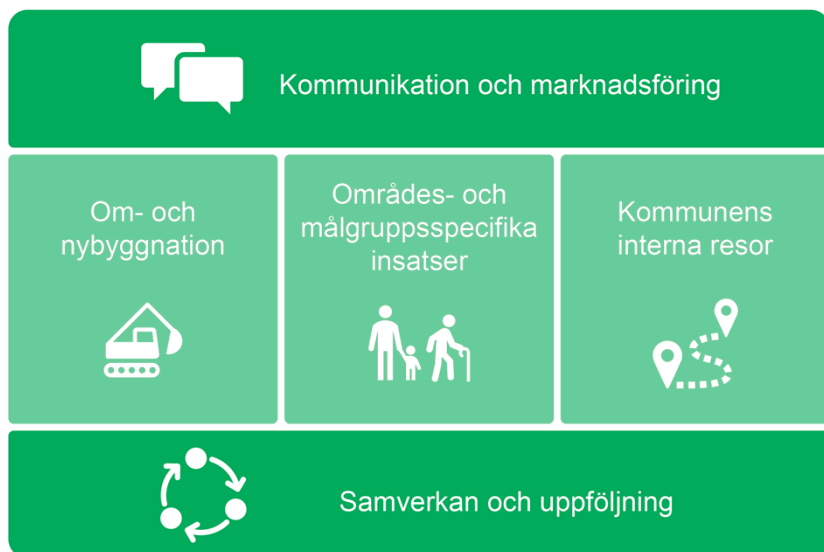 Kommunikation och marknadsföring
Om- och
nybyggnation
Områdes- och
målgruppsspecifika
insatser
Kommunens
interna resor
Samverkan och uppföljning